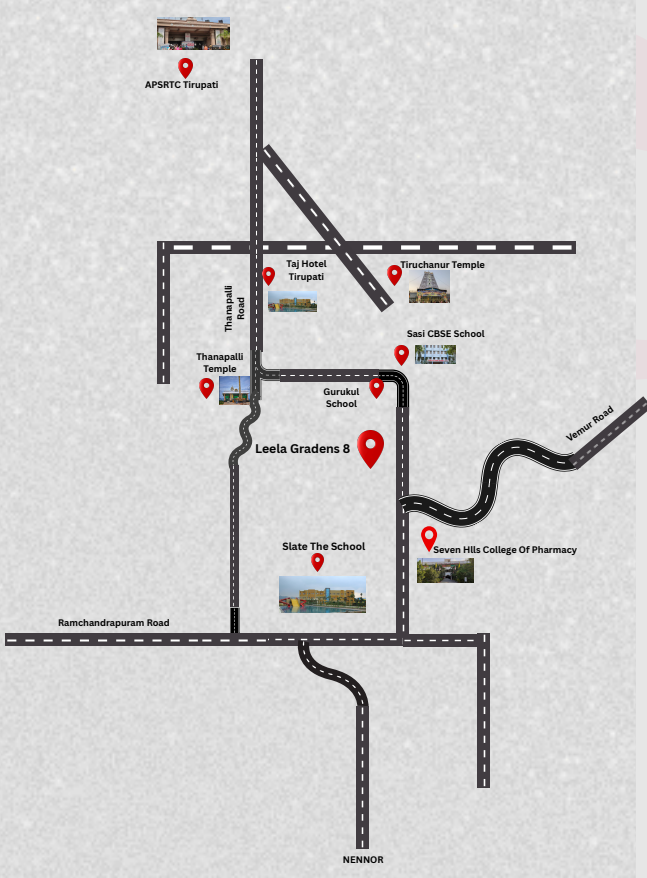 APSRTC Tirupati
Taj Hotel
Tirupati
Tiruchanur Temple
Thanapalli
Road
Sasi CBSE School
Thanapalli
Temple
Gurukul
School
Vemur Road
Leela Gradens 8
Slate The School
Seven Hlls College Of Pharmacy
Ramchandrapuram Road
NENNOR